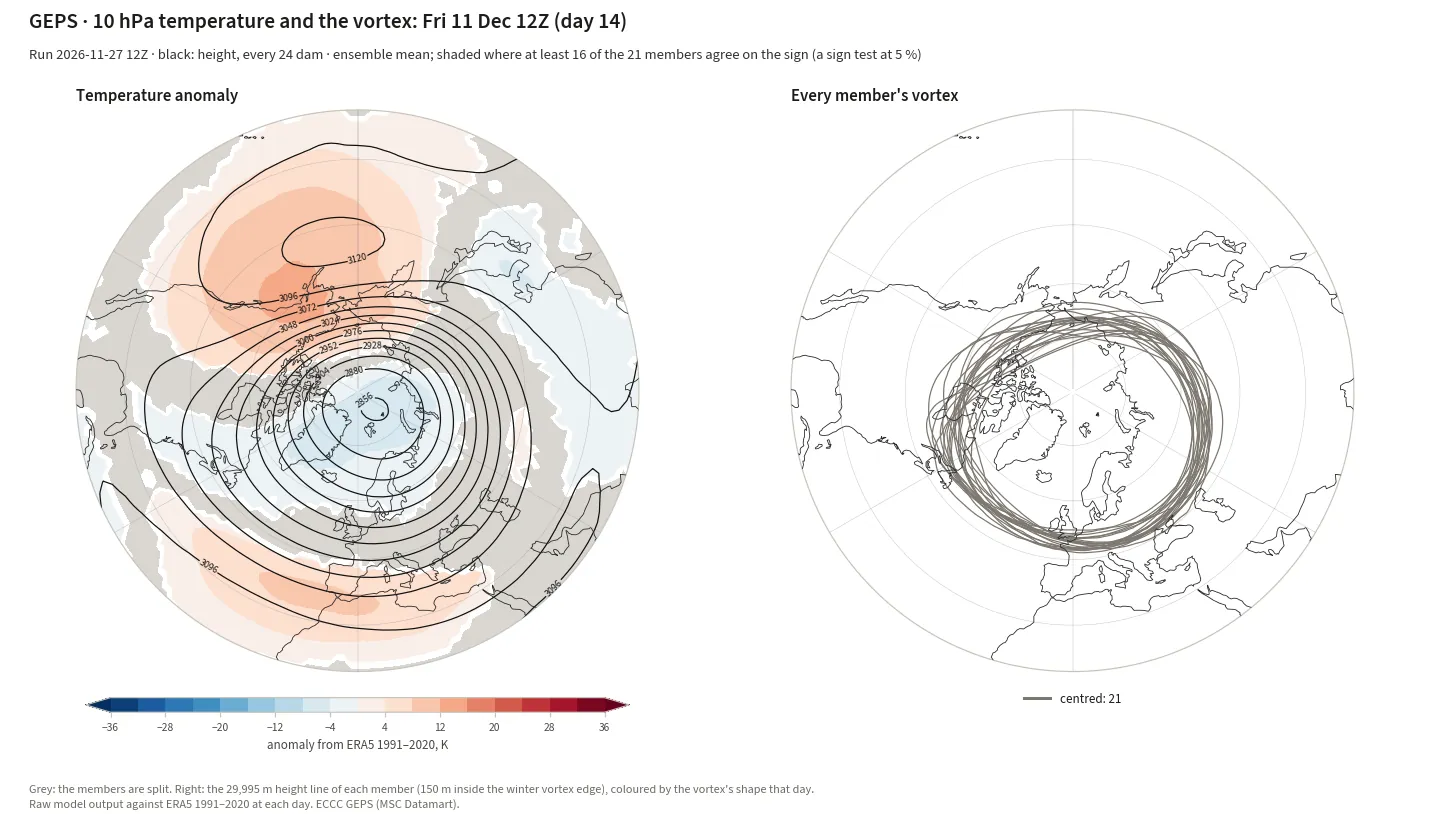 GEPS · 10 hPa temperature and the vortex: Fri 11 Dec 12Z (day 14)
Run 2026-11-27 12Z · black: height, every 24 dam · ensemble mean; shaded where at least 16 of the 21 members agree on the sign (a sign test at 5 %)
Temperature anomaly
Every member's vortex
3120
3096
3072
3048
3024
3000
2976
2952
2928
2880
2856
3096
3096
centred: 21
−36 −28 −20 −12 −4 4 12 20 28 36
anomaly from ERA5 1991–2020, K
Grey: the members are split. Right: the 29,995 m height line of each member (150 m inside the winter vortex edge), coloured by the vortex's shape that day.
Raw model output against ERA5 1991–2020 at each day. ECCC GEPS (MSC Datamart).